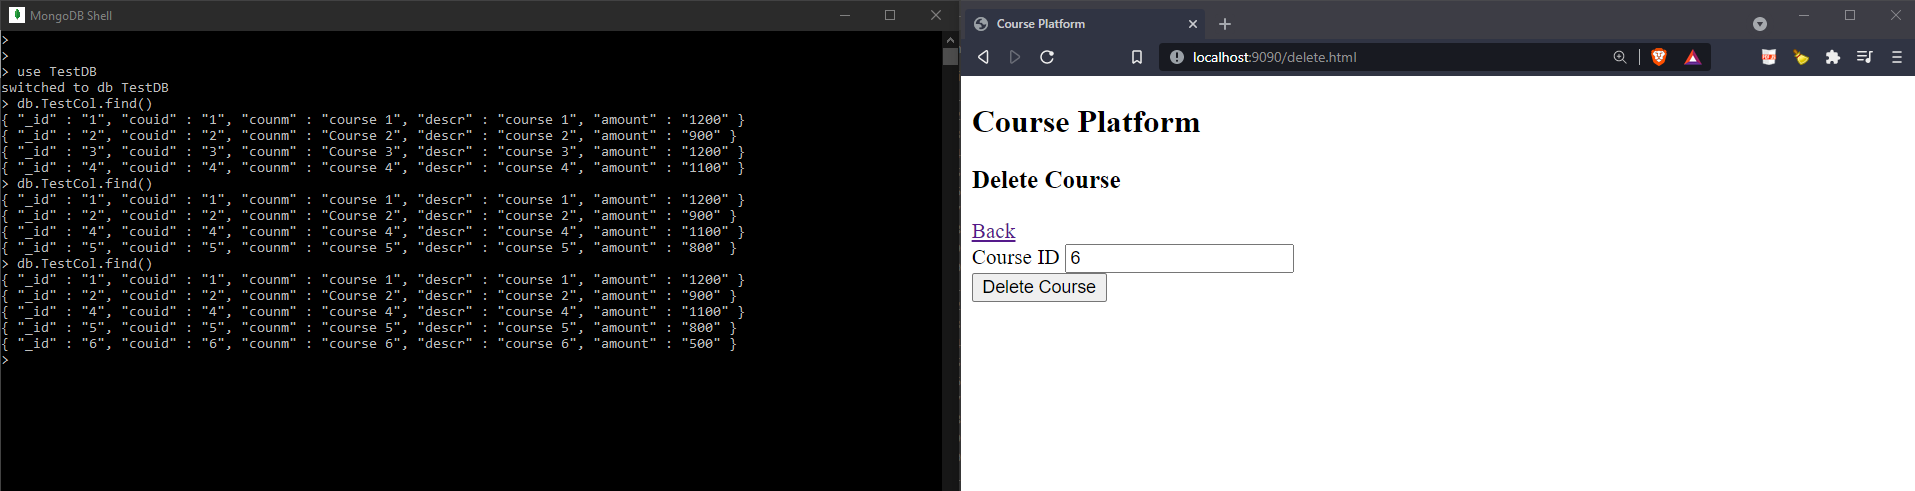 MongoDB Shell
>
>
> use TestDB
switched to db TestDB
> db.TestCol.find()
{ "_id" : "1", "couid" : "1", "counm" : "course 1", "descr" : "course 1", "amount" : "1200" }
{ "_id" : "2", "couid" : "2", "counm" : "Course 2", "descr" : "course 2", "amount" : "900" }
{ "_id" : "3", "couid" : "3", "counm" : "Course 3", "descr" : "course 3", "amount" : "1200" }
{ "_id" : "4", "couid" : "4", "counm" : "course 4", "descr" : "course 4", "amount" : "1100" }
> db.TestCol.find()
{ "_id" : "1", "couid" : "1", "counm" : "course 1", "descr" : "course 1", "amount" : "1200" }
{ "_id" : "2", "couid" : "2", "counm" : "Course 2", "descr" : "course 2", "amount" : "900" }
{ "_id" : "4", "couid" : "4", "counm" : "course 4", "descr" : "course 4", "amount" : "1100" }
{ "_id" : "5", "couid" : "5", "counm" : "course 5", "descr" : "course 5", "amount" : "800" }
> db.TestCol.find()
{ "_id" : "1", "couid" : "1", "counm" : "course 1", "descr" : "course 1", "amount" : "1200" }
{ "_id" : "2", "couid" : "2", "counm" : "Course 2", "descr" : "course 2", "amount" : "900" }
{ "_id" : "4", "couid" : "4", "counm" : "course 4", "descr" : "course 4", "amount" : "1100" }
{ "_id" : "5", "couid" : "5", "counm" : "course 5", "descr" : "course 5", "amount" : "800" }
{ "_id" : "6", "couid" : "6", "counm" : "course 6", "descr" : "course 6", "amount" : "500" }
>
Course Platform
localhost:9090/delete.html
Course Platform
Delete Course
Back
Course ID 6
Delete Course